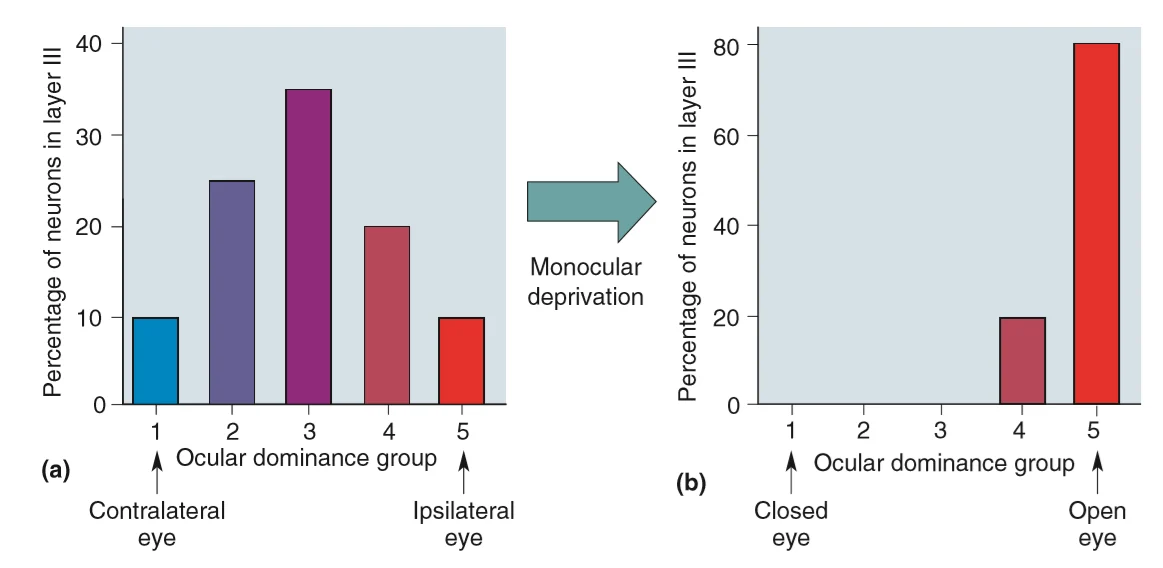 Percentage of neurons in layer III
40
30
20
10
0
1 2 3 4 5
Ocular dominance group
(a)
Contralateral
eye
Ipsilateral
eye
Monocular
deprivation
Percentage of neurons in layer III
80
60
40
20
0
1 2 3 4 5
Ocular dominance group
(b)
Closed
eye
Open
eye